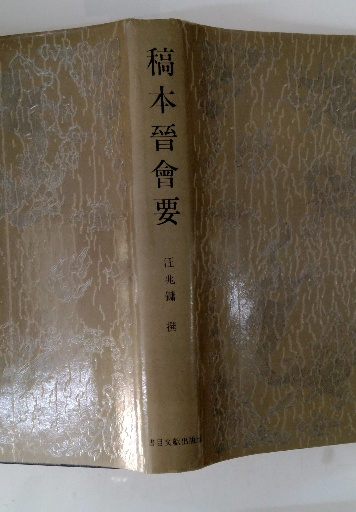 稿本晉會要
汪兆鏞 撰
書目文獻出版社